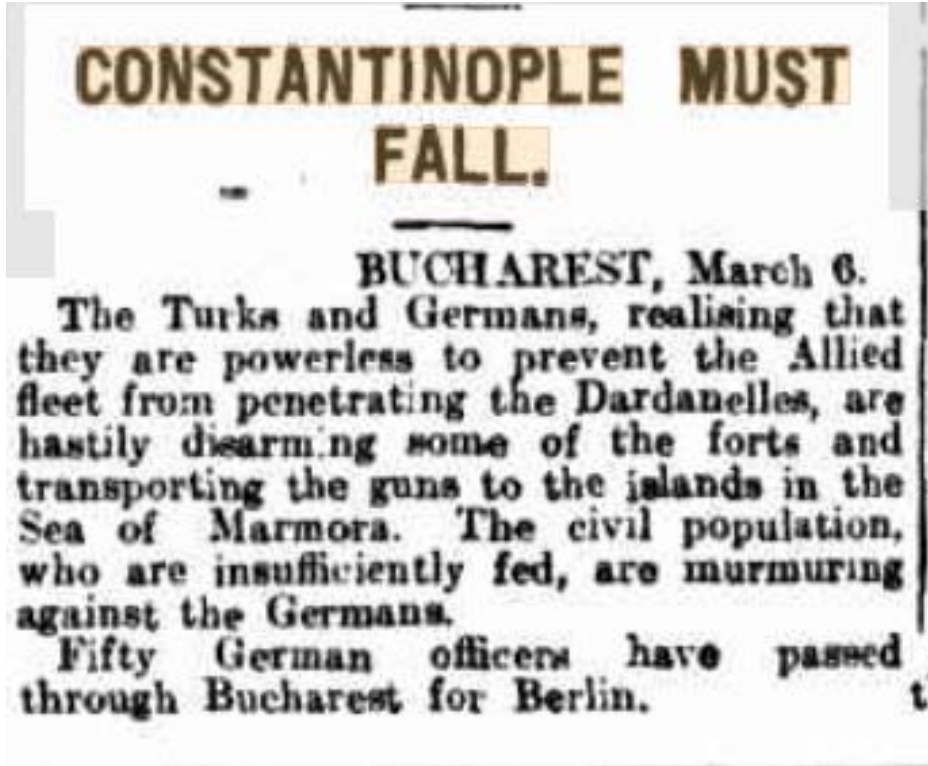 CONSTANTINOPLE MUST
FALL.
BUCHAREST, March 6.
The Turks and Germans, realising that
they are powerless to prevent the Allied
fleet from penetrating the Dardanelles, are
hastily disarming some of the forts and
transporting the guns to the islands in the
Sea of Marmora. The civil population,
who are insufficiently fed, are murmuring
against the Germans.
Fifty German officers have passed
through Bucharest for Berlin.